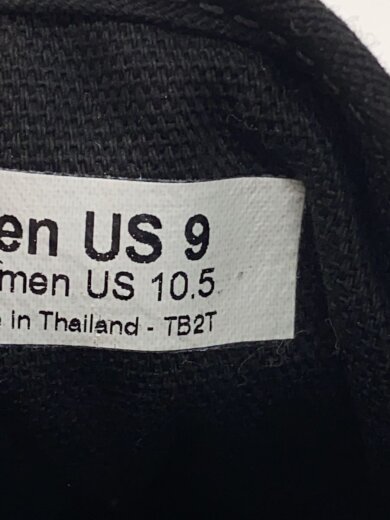 en US 9
men US 10.5
e in Thailand - TB2T